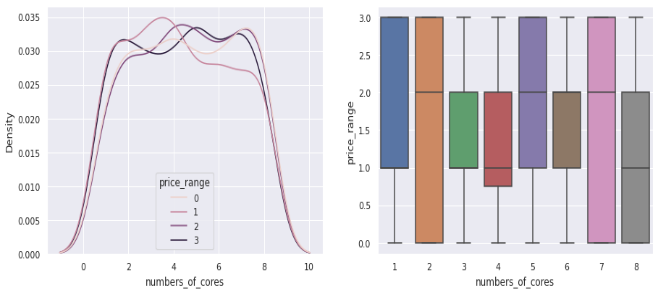 0.035
0.030
0.025
0.020
0.015
0.010
0.005
0.000
Density
0 2 4 6 8 10
numbers_of_cores
price_range
0
1
2
3
3.0
2.5
2.0
1.5
1.0
0.5
0.0
price_range
1 2 3 4 5 6 7 8
numbers_of_cores